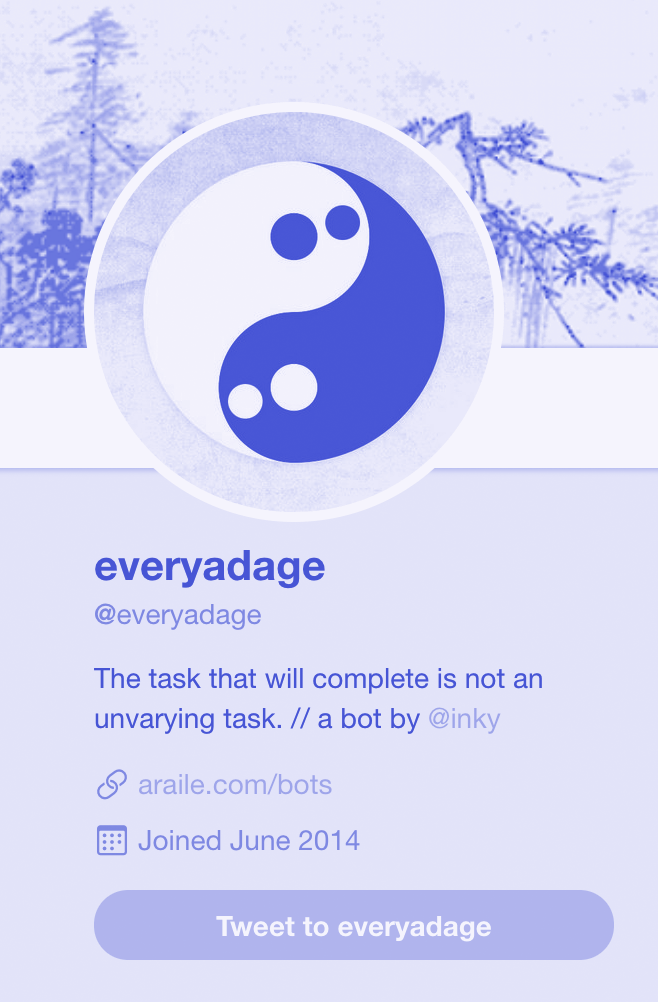 everyadage
@everyadage
The task that will complete is not an
unvarying task. // a bot by @inky
araile.com/bots
Joined June 2014
Tweet to everyadage